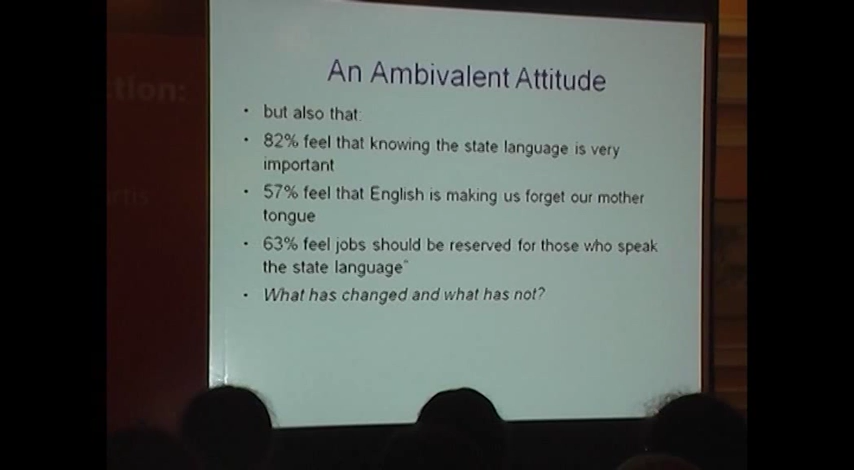 An Ambivalent Attitude
• but also that:
• 82% feel that knowing the state language is very
important
• 57% feel that English is making us forget our mother
tongue
• 63% feel jobs should be reserved for those who speak
the state language"
• What has changed and what has not?
tion: